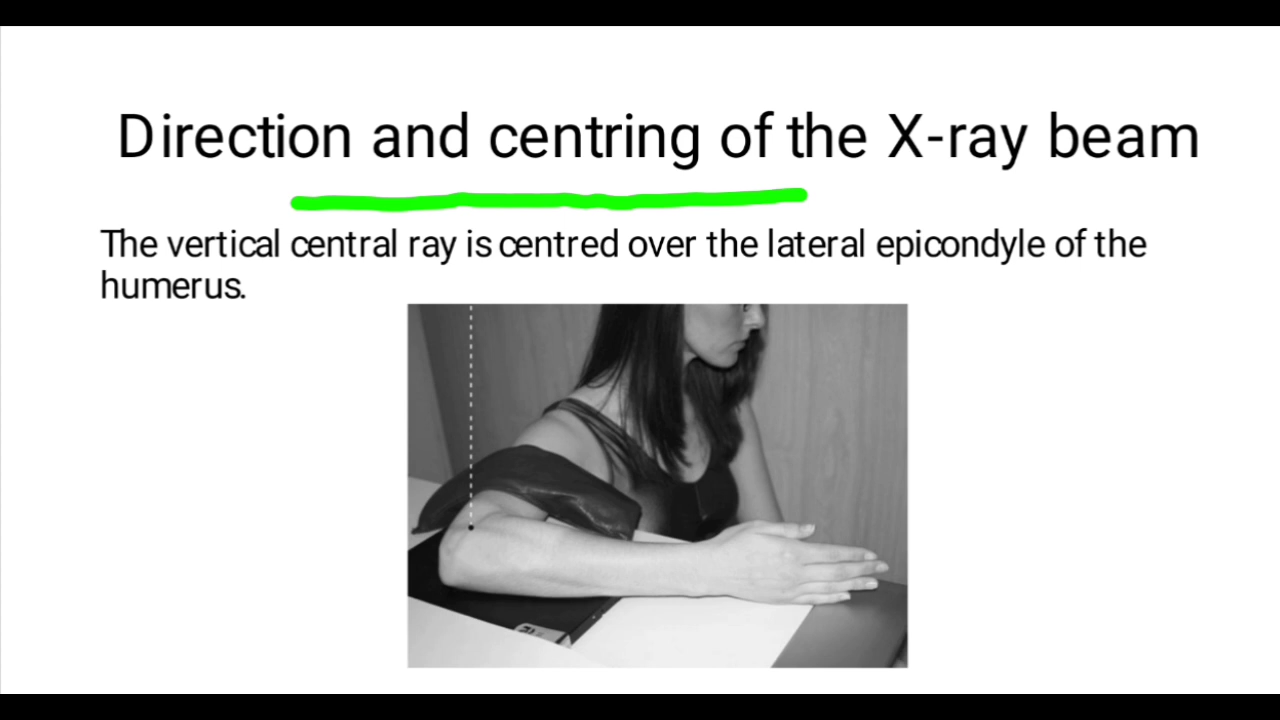 Direction and centring of the X-ray beam
The vertical central ray is centred over the lateral epicondyle of the
humerus.